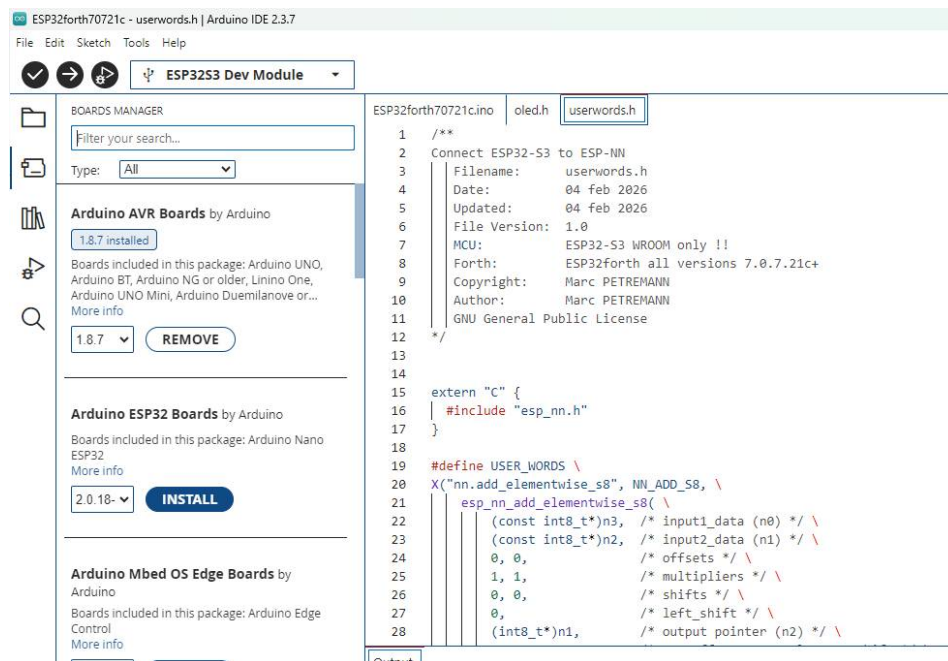 ESP32forth70721c - userwords.h | Arduino IDE 2.3.7
File Edit Sketch Tools Help
ESP32S3 Dev Module
BOARDS MANAGER
Filter your search...
Type: All
Arduino AVR Boards by Arduino
1.8.7 installed
Boards included in this package: Arduino UNO,
Arduino BT, Arduino NG or older, Linino One,
Arduino UNO Mini, Arduino Duemilanove or...
More info
1.8.7 REMOVE
Arduino ESP32 Boards by Arduino
Boards included in this package: Arduino Nano
ESP32
More info
2.0.18- INSTALL
Arduino Mbed OS Edge Boards by
Arduino
Boards included in this package: Arduino Edge
Control
More info
ESP32forth70721c.ino oled.h userwords.h
1 /**
2 Connect ESP32-S3 to ESP-NN
3 Filename: userwords.h
4 Date: 04 feb 2026
5 Updated: 04 feb 2026
6 File Version: 1.0
7 MCU: ESP32-S3 WROOM only !!
8 Forth: ESP32forth all versions 7.0.7.21c+
9 Copyright: Marc PETREMANN
10 Author: Marc PETREMANN
11 GNU General Public License
12 */
13
14
15 extern "C" {
16 #include "esp_nn.h"
17 }
18
19 #define USER_WORDS \
20 X("nn.add_elementwise_s8", NN_ADD_S8, \
21 esp_nn_add_elementwise_s8( \
22 (const int8_t*)n3, /* input1_data (n0) */ \
23 (const int8_t*)n2, /* input2_data (n1) */ \
24 0, 0, /* offsets */ \
25 1, 1, /* multipliers */ \
26 0, 0, /* shifts */ \
27 0, /* left_shift */ \
28 (int8_t*)n1, /* output pointer (n2) */ \
Output